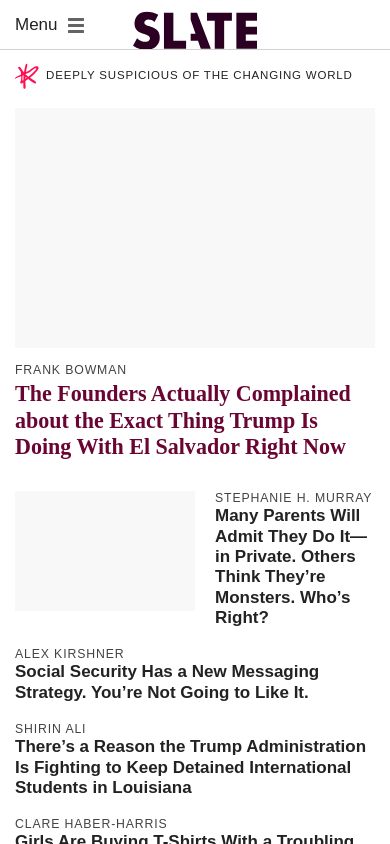 Menu
SLATE
DEEPLY SUSPICIOUS OF THE CHANGING WORLD
FRANK BOWMAN
The Founders Actually Complained
about the Exact Thing Trump Is
Doing With El Salvador Right Now
STEPHANIE H. MURRAY
Many Parents Will
Admit They Do It—
in Private. Others
Think They’re
Monsters. Who’s
Right?
ALEX KIRSHNER
Social Security Has a New Messaging
Strategy. You’re Not Going to Like It.
SHIRIN ALI
There’s a Reason the Trump Administration
Is Fighting to Keep Detained International
Students in Louisiana
CLARE HABER-HARRIS
Girls Are Buying T-Shirts With a Troubling